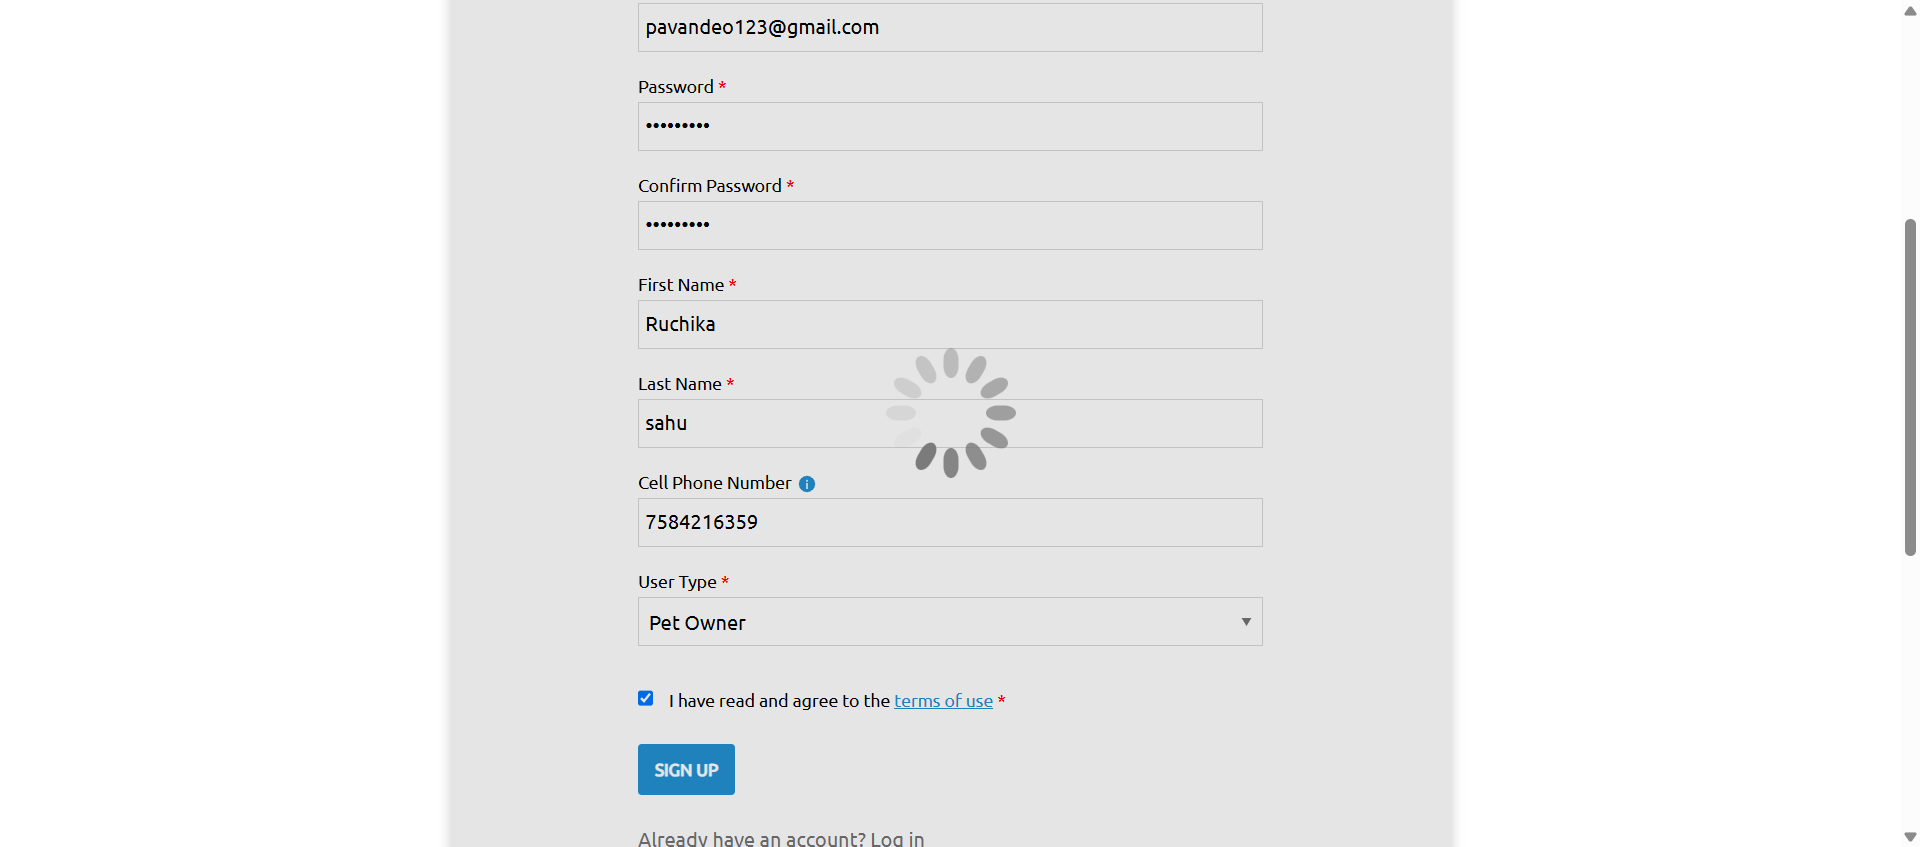 pavandeo123@gmail.com
Password *
•••••••••
Confirm Password *
•••••••••
First Name *
Ruchika
Last Name *
sahu
Cell Phone Number i
7584216359
User Type *
Pet Owner
I have read and agree to the terms of use *
SIGN UP
Already have an account? Log in